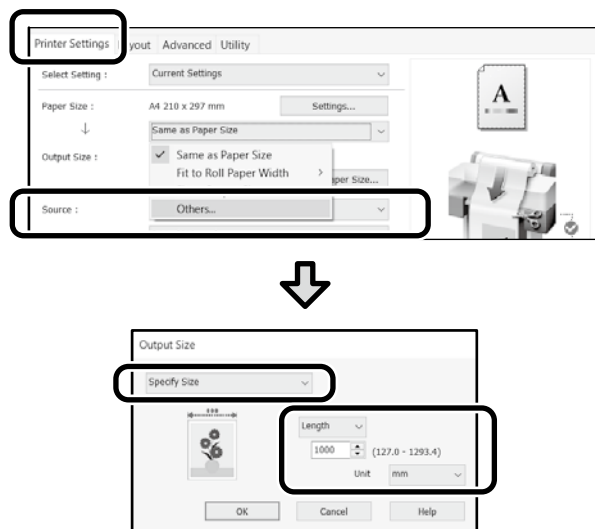 Printer Settings yout Advanced Utility
Select Setting : Current Settings
Paper Size : A4 210 x 297 mm Settings...
Same as Paper Size
Output Size : Same as Paper Size
Fit to Roll Paper Width
per Size...
Source : Others...
A
Output Size
Specify Size
Length
1000 (127.0 - 1293.4)
Unit mm
OK Cancel Help